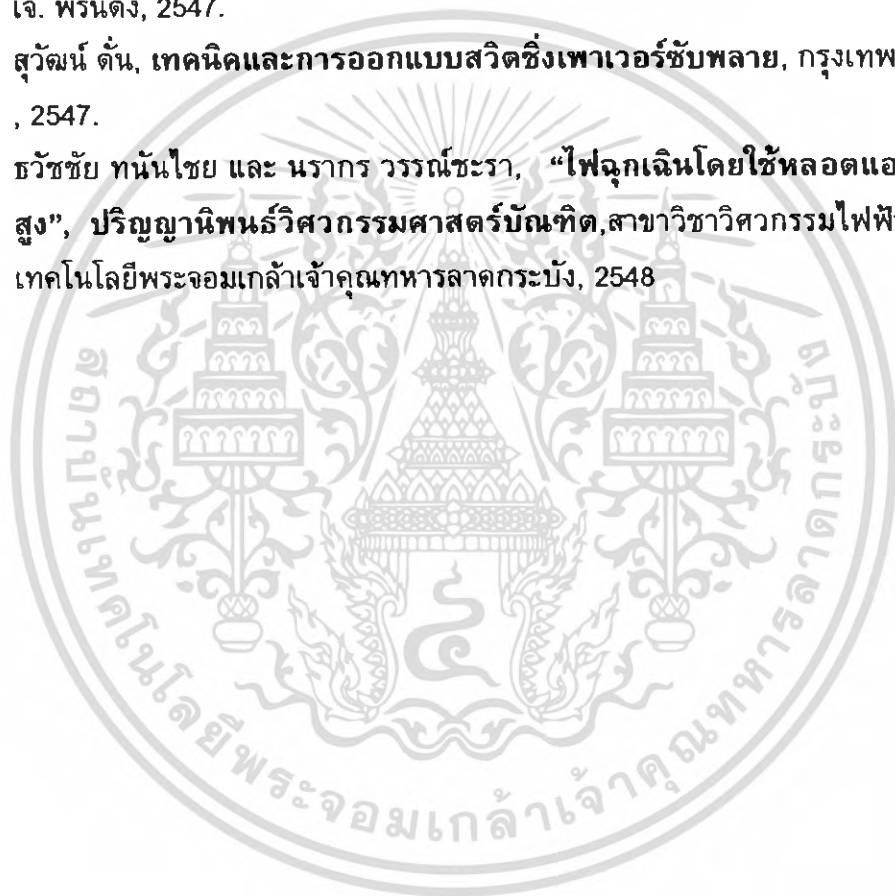 เจ. พรินติ้ง, 2547.
สุวัฒน์ ดั่น, เทคนิคและการออกแบบสวิตชิ่งเพาเวอร์ซัพพลาย, กรุงเทพ
, 2547.
ธวัชชัย ทนันไชย และ นรากร วรรณ์ชะรา, “ไฟฉุกเฉินโดยใช้หลอดแอ
สูง”, ปริญญานิพนธ์วิศวกรรมศาสตร์บัณฑิต,สาขาวิชาวิศวกรรมไฟฟ้
เทคโนโลยีพระจอมเกล้าเจ้าคุณทหารลาดกระบัง, 2548
สถาบันเทคโนโลยีพระจอมเกล้าเจ้าคุณทหารลาดกระบัง
๔